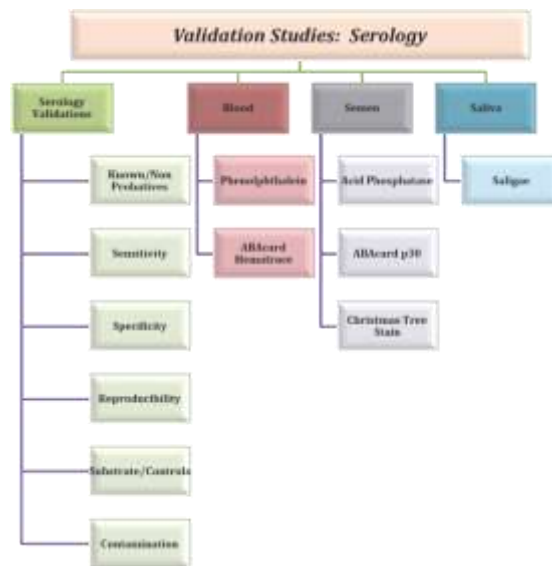 Validation Studies: Serology
Serology
Validations
Blood
Semen
Saliva
Known/Non
Probatives
Phenolphthalein
Acid Phosphatase
Saligae
Sensitivity
ABAcard
Hematrace
ABAcard p30
Specificity
Christmas Tree
Stain
Reproducibility
Substrate/Controls
Contamination